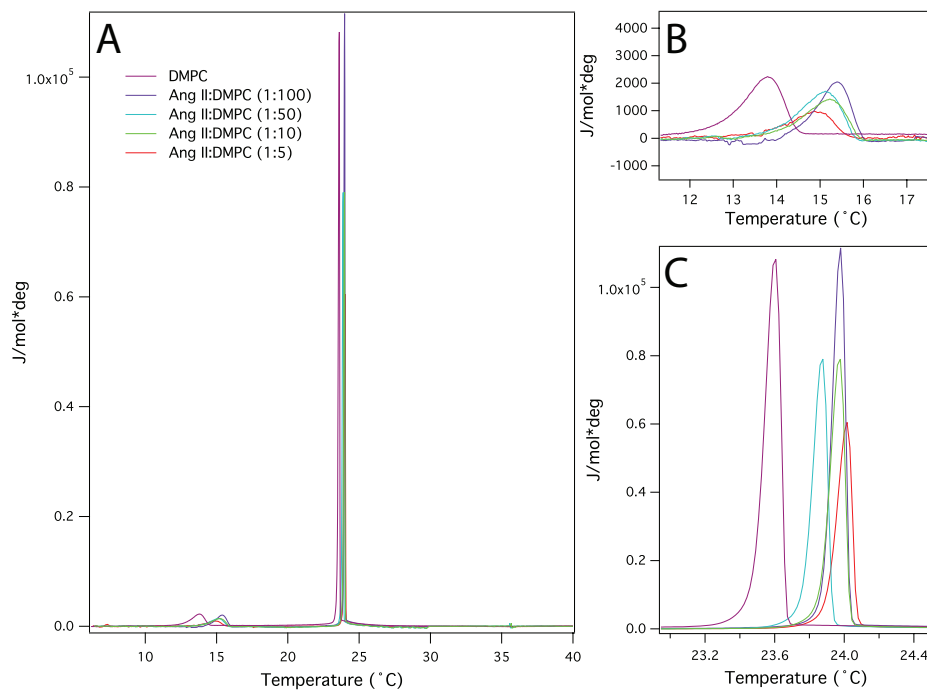 A
1.0x10⁵
0.8
0.6
0.4
0.2
0.0
J/mol*deg
DMPC
Ang II:DMPC (1:100)
Ang II:DMPC (1:50)
Ang II:DMPC (1:10)
Ang II:DMPC (1:5)
10
15
20
25
30
35
40
Temperature (˚C)
B
4000
3000
2000
1000
0
-1000
J/mol*deg
12
13
14
15
16
17
Temperature (˚C)
C
1.0x10⁵
0.8
0.6
0.4
0.2
0.0
J/mol*deg
23.2
23.6
24.0
24.4
Temperature (˚C)